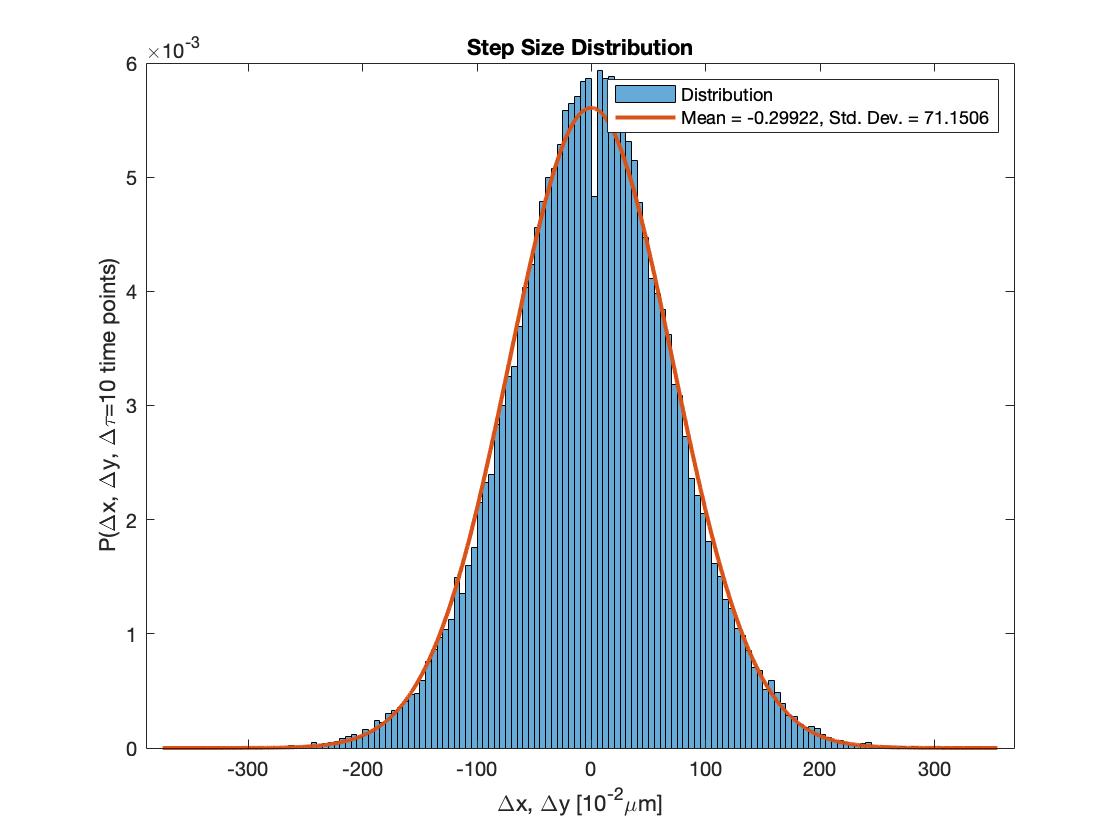 Step Size Distribution
×10⁻³
Distribution
Mean = -0.29922, Std. Dev. = 71.1506
6
5
4
3
2
1
0
P(Δx, Δy, Δτ=10 time points)
-300 -200 -100 0 100 200 300
Δx, Δy [10⁻²μm]